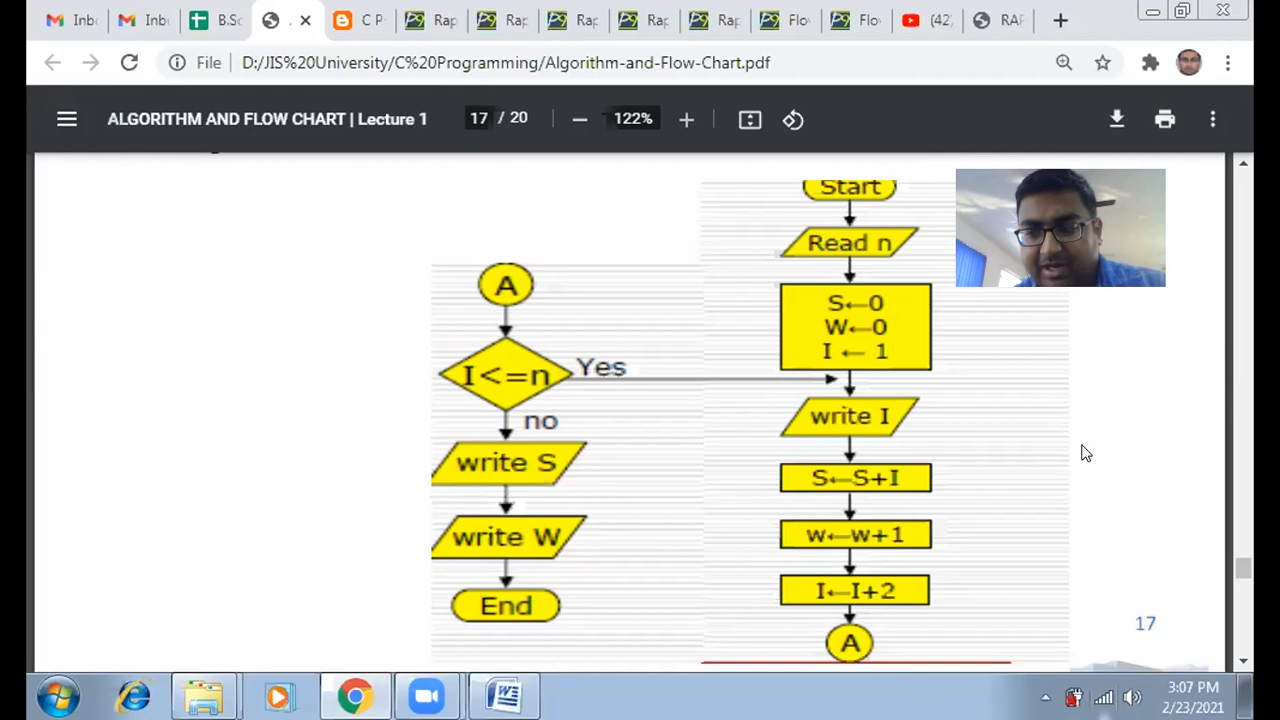 Inb
Inb
B.Sc
C P
Rap
Rap
Rap
Rap
Rap
Flo
Flo
(42)
RAP
File D:/JIS%20University/C%20Programming/Algorithm-and-Flow-Chart.pdf
ALGORITHM AND FLOW CHART | Lecture 1
17 / 20
122%
Start
Read n
S←0
W←0
I ← 1
write I
S←S+I
w←w+1
I←I+2
A
A
I<=n
Yes
no
write S
write W
End
17
3:07 PM
2/23/2021